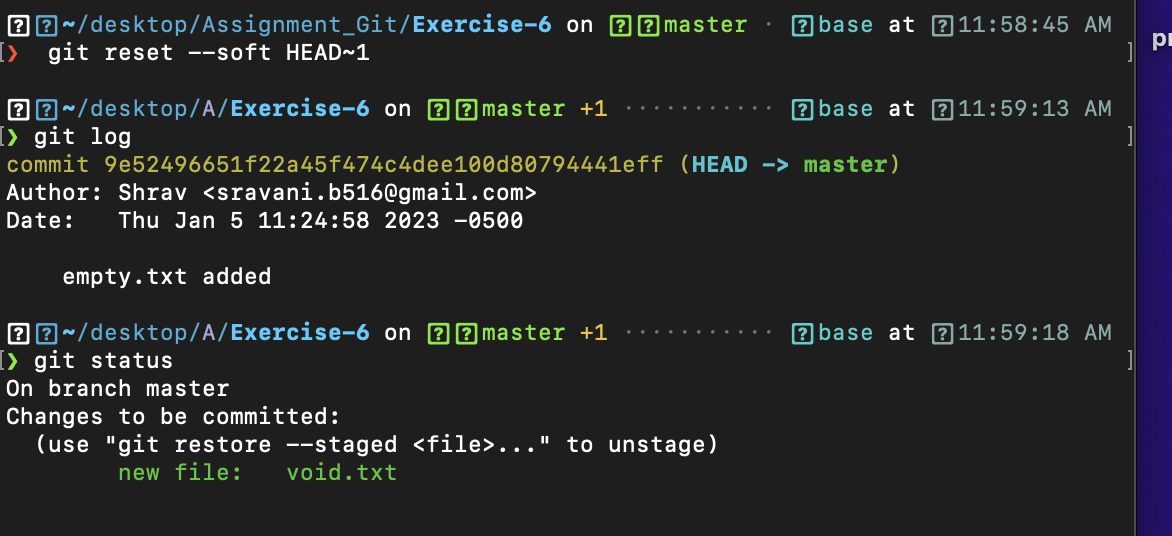 ~/desktop/Assignment_Git/Exercise-6 on master · base at 11:58:45 AM
[❯ git reset --soft HEAD~1 ]
~/desktop/A/Exercise-6 on master +1 ··········· base at 11:59:13 AM
[❯ git log ]
commit 9e52496651f22a45f474c4dee100d80794441eff (HEAD -> master)
Author: Shrav <sravani.b516@gmail.com>
Date:   Thu Jan 5 11:24:58 2023 -0500
empty.txt added
~/desktop/A/Exercise-6 on master +1 ··········· base at 11:59:18 AM
[❯ git status ]
On branch master
Changes to be committed:
(use "git restore --staged <file>..." to unstage)
new file:   void.txt